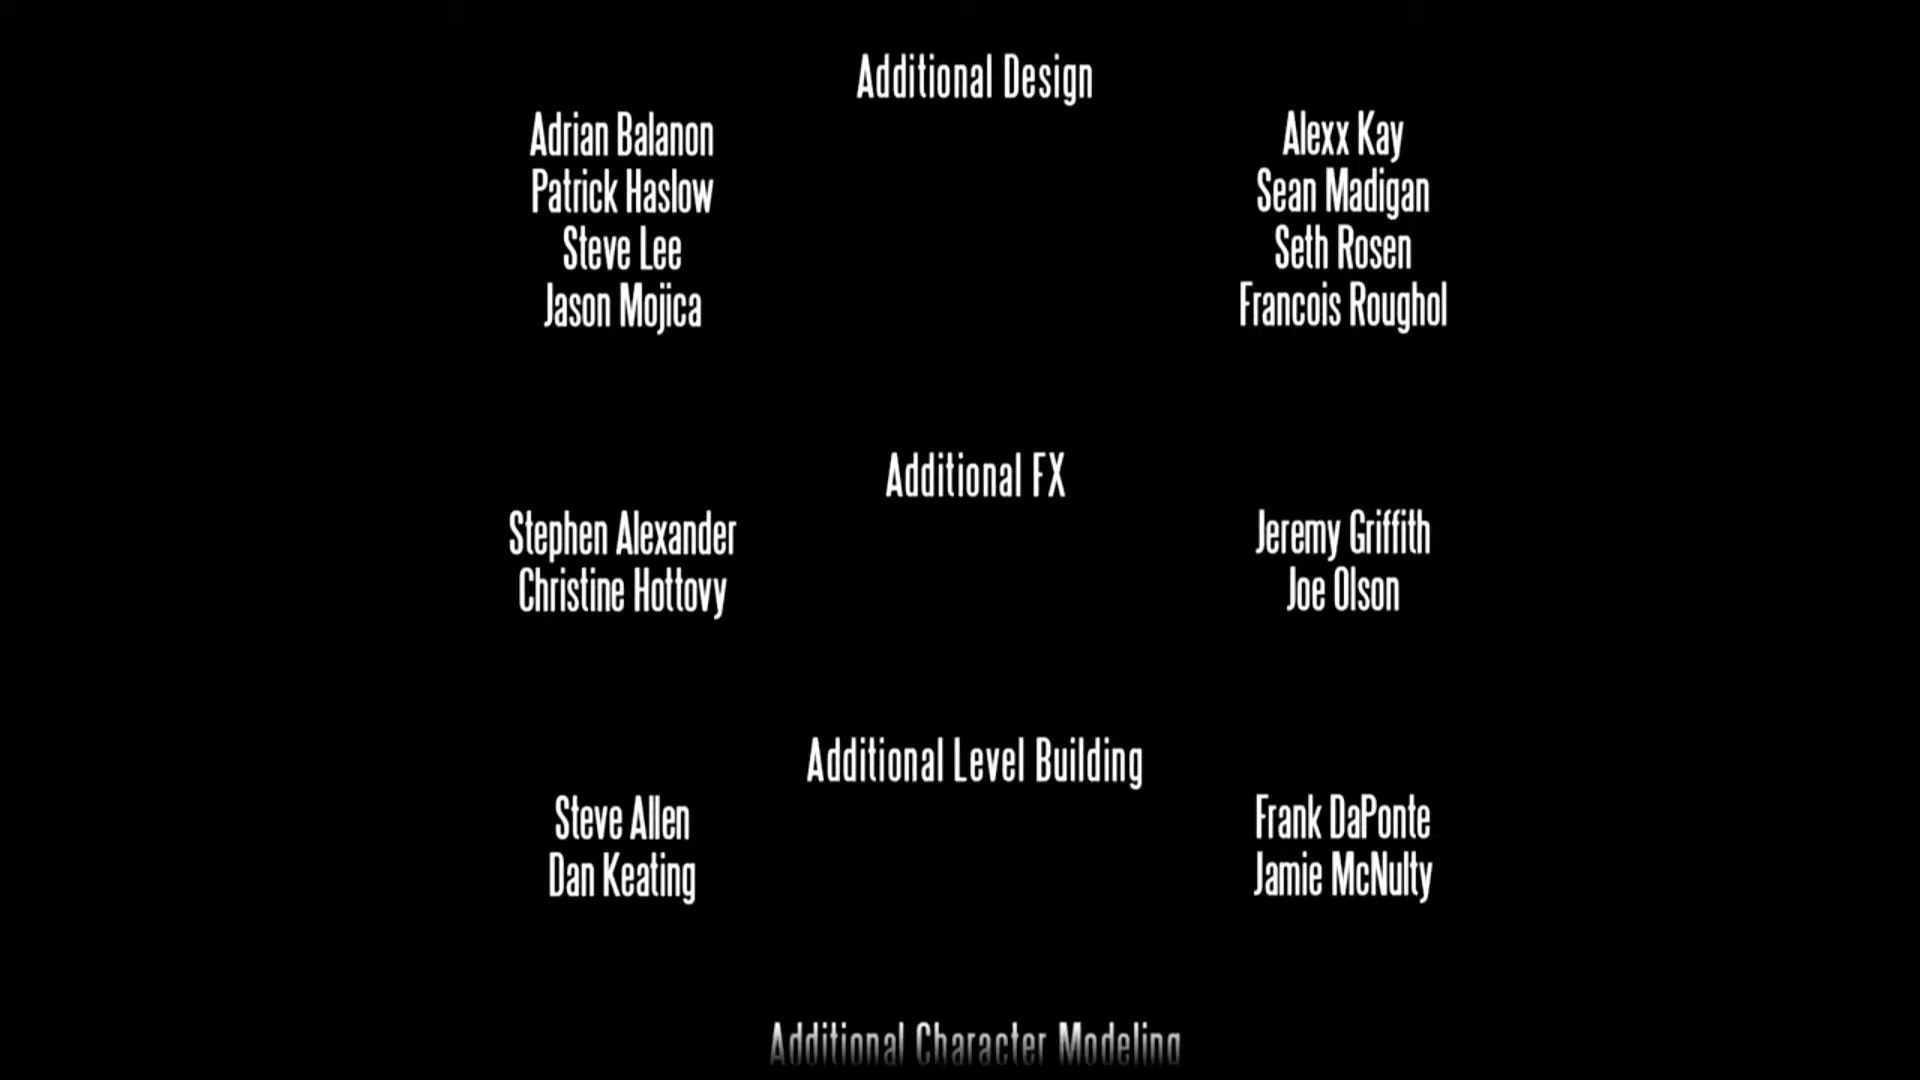 Additional Design
Adrian Balanon Alexx Kay
Patrick Haslow Sean Madigan
Steve Lee Seth Rosen
Jason Mojica Francois Roughol
Additional FX
Stephen Alexander Jeremy Griffith
Christine Hottovy Joe Olson
Additional Level Building
Steve Allen Frank DaPonte
Dan Keating Jamie McNulty
Additional Character Modeling